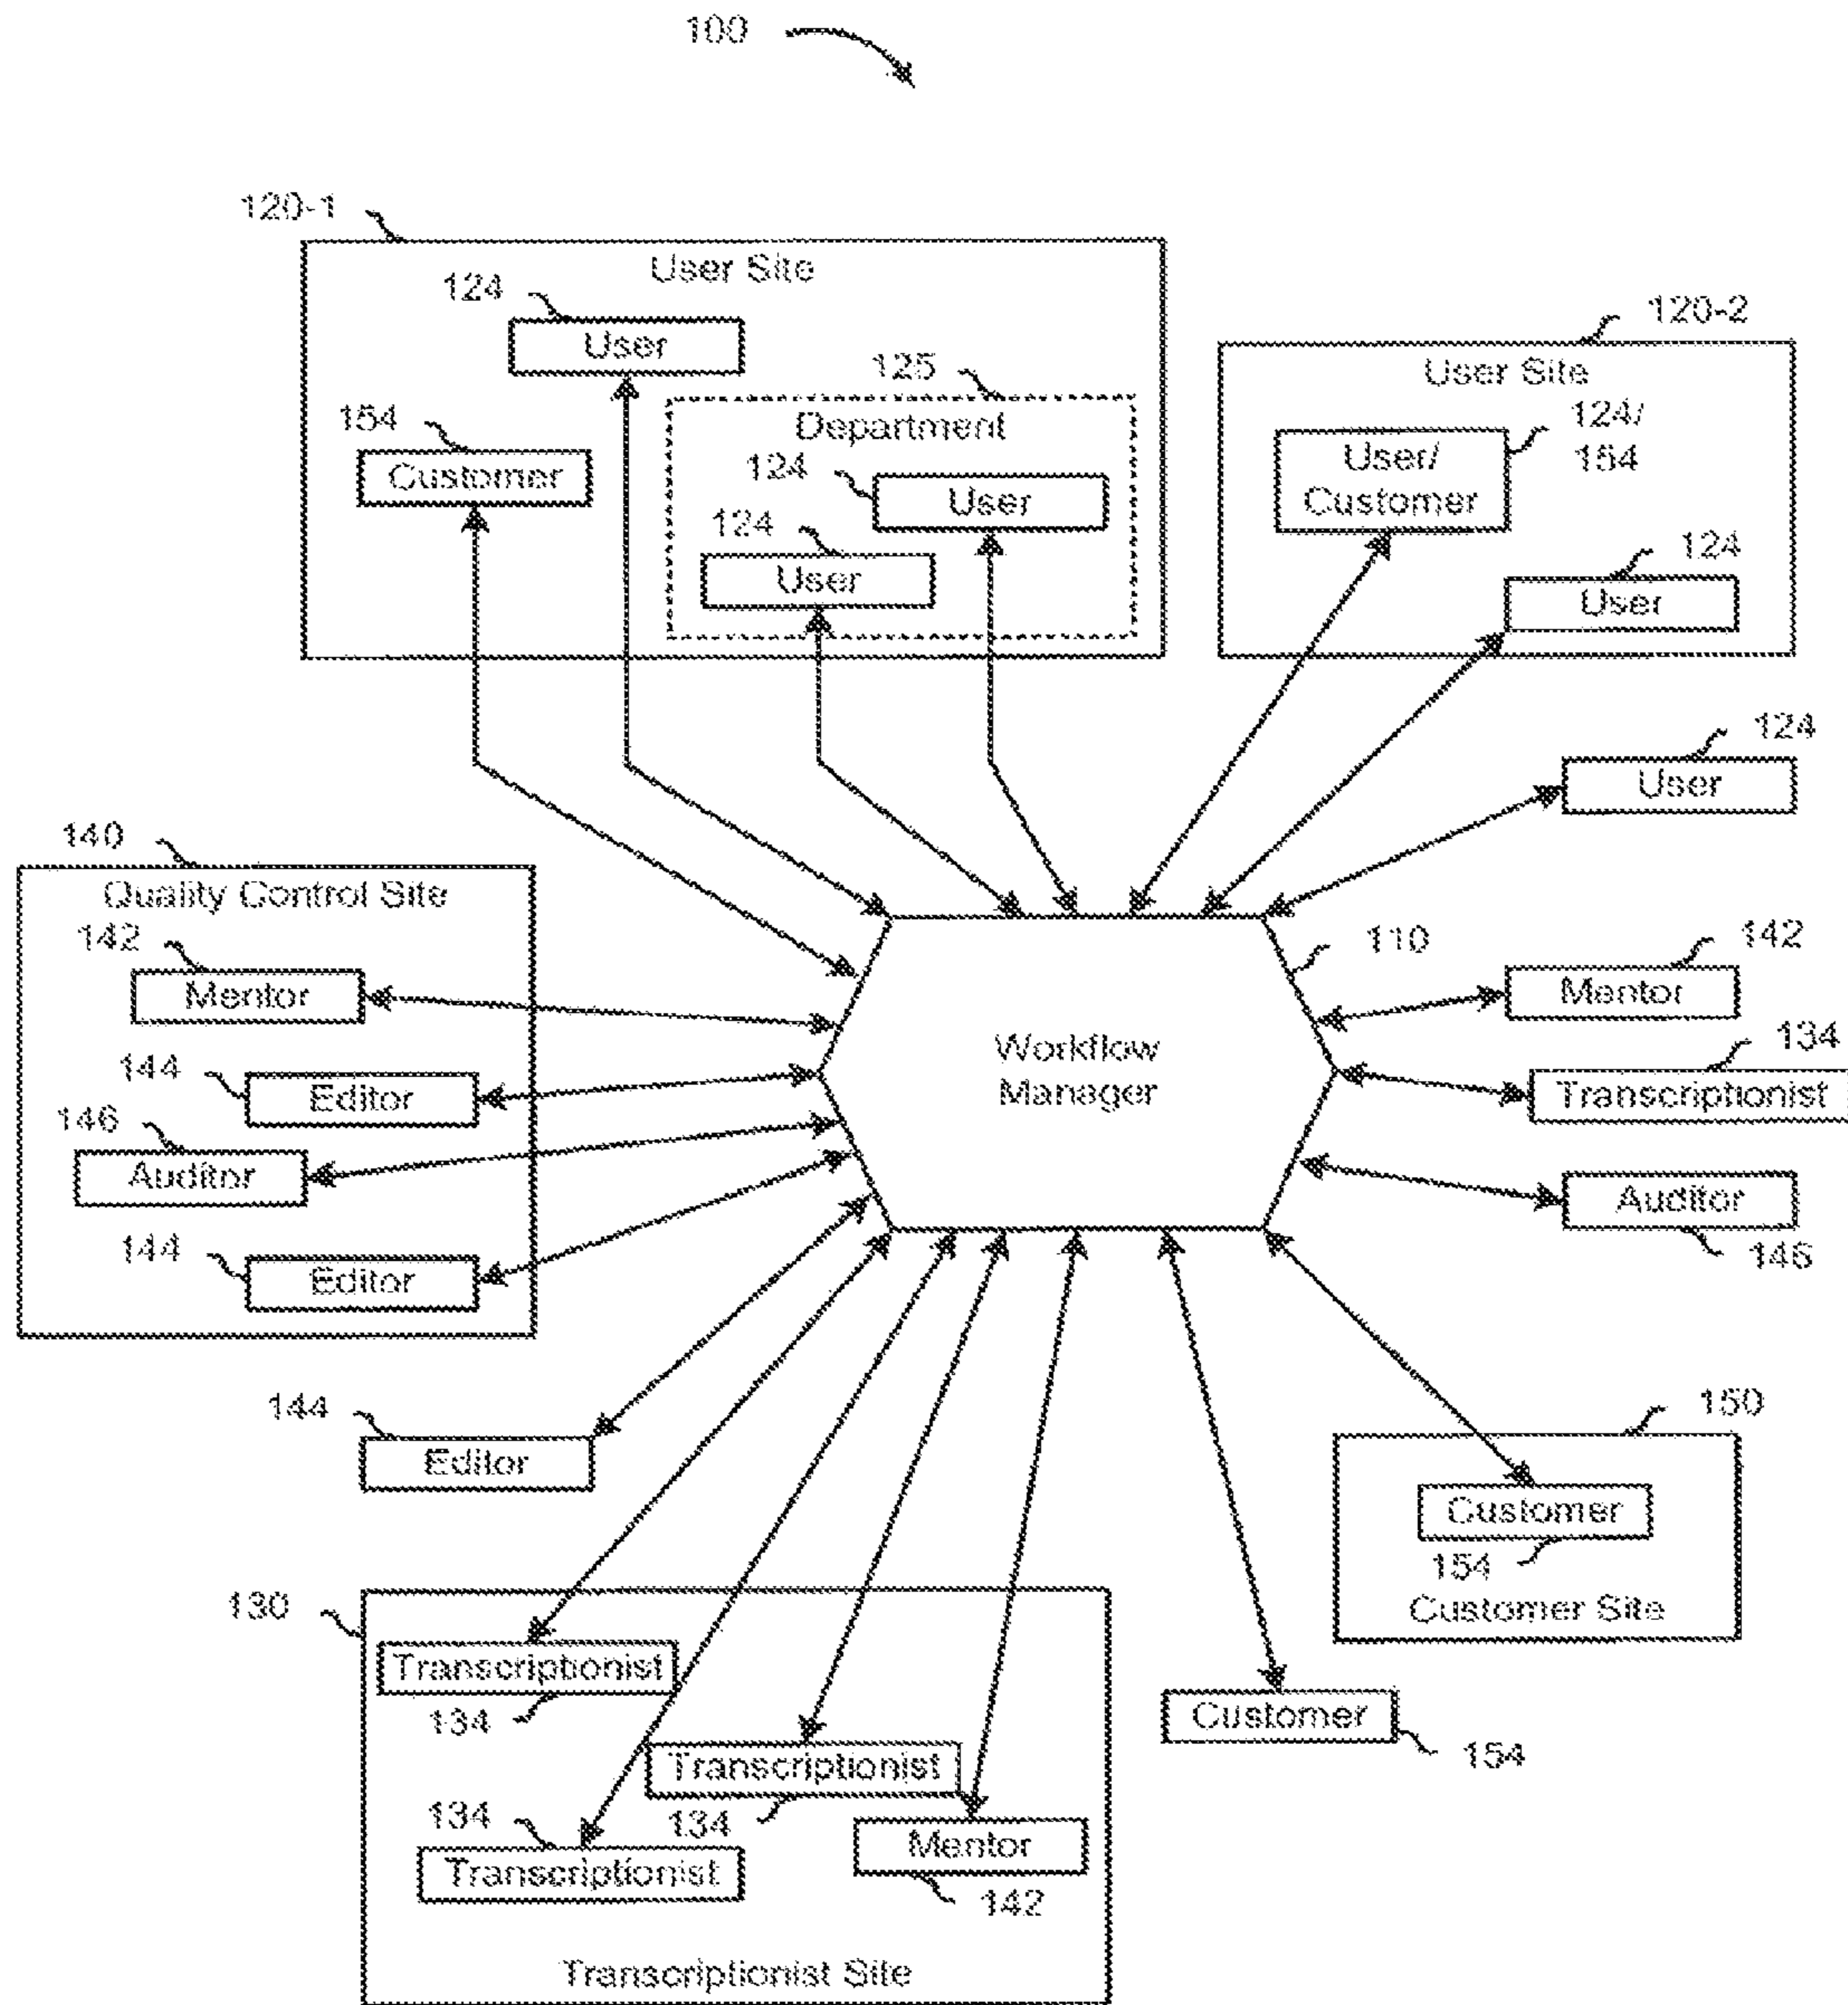 100
120-1
User Site
124
User
125
Department
154
Customer
124
User
124
User
120-2
User Site
124/
154
User/
Customer
124
User
124
User
140
Quality Control Site
142
Mentor
144
Editor
146
Auditor
144
Editor
110
Workflow
Manager
142
Mentor
134
Transcriptionist
Auditor
146
144
Editor
150
Customer
154
Customer Site
130
Transcriptionist
134
Transcriptionist
134
134
Transcriptionist
Mentor
142
Transcriptionist Site
Customer
154